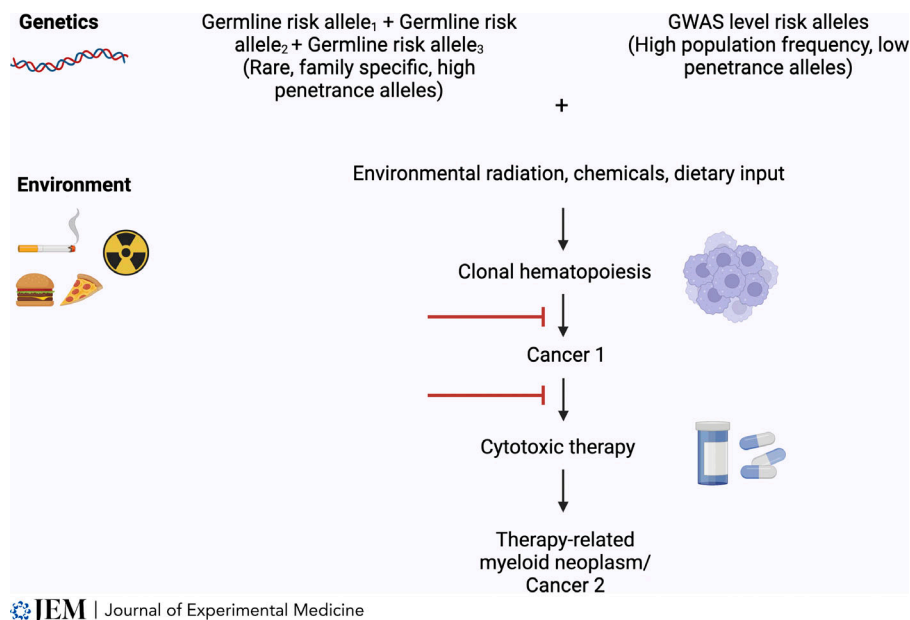 Genetics
Germline risk allele₁ + Germline risk
allele₂ + Germline risk allele₃
(Rare, family specific, high
penetrance alleles)
GWAS level risk alleles
(High population frequency, low
penetrance alleles)
+
Environment
Environmental radiation, chemicals, dietary input
Clonal hematopoiesis
Cancer 1
Cytotoxic therapy
Therapy-related
myeloid neoplasm/
Cancer 2
JEM | Journal of Experimental Medicine